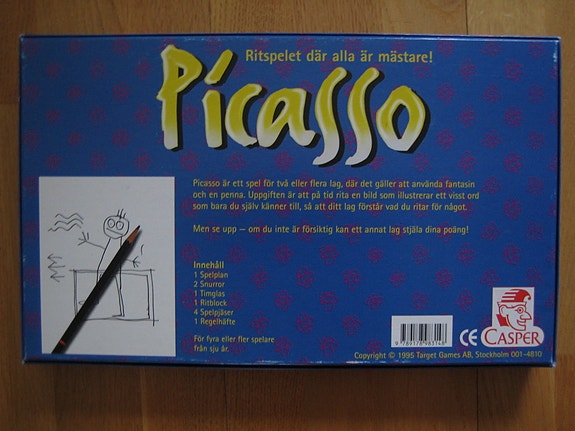 Ritspelet där alla är mästare!
Picasso
Picasso är ett spel för två eller flera lag, där det gäller att använda fantasin
och en penna. Uppgiften är att på tid rita en bild som illustrerar ett visst ord
som bara du själv känner till, så att ditt lag förstår vad du ritar för något.
Men se upp – om du inte är försiktig kan ett annat lag stjäla dina poäng!
Innehåll
1 Spelplan
2 Snurror
1 Timglas
1 Ritblock
4 Spelpjäser
1 Regelhäfte
För fyra eller fler spelare
från sju år.
9 789178 983148
CE
CASPER
Copyright © 1995 Target Games AB, Stockholm 001-4810